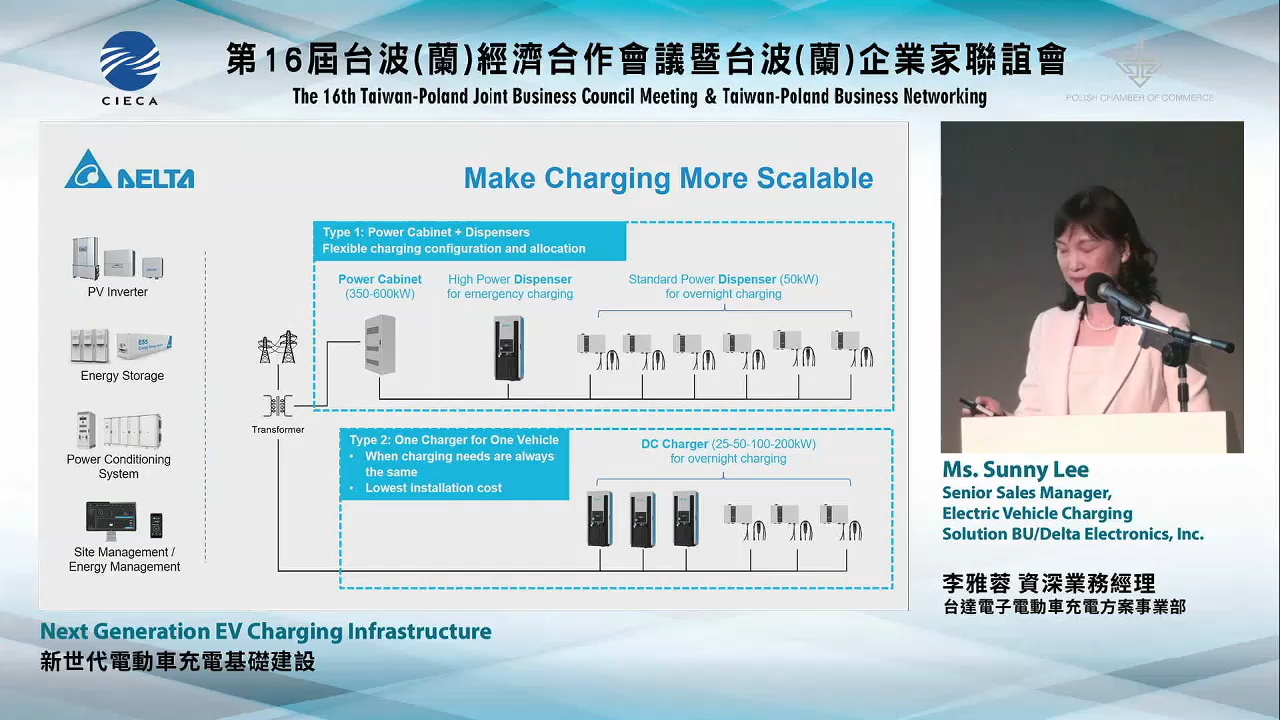 第16屆台波(蘭)經濟合作會議暨台波(蘭)企業家聯誼會
The 16th Taiwan-Poland Joint Business Council Meeting & Taiwan-Poland Business Networking
CIECA
POLISH CHAMBER OF COMMERCE
DELTA
Make Charging More Scalable
PV Inverter
Energy Storage
Power Conditioning
System
Site Management /
Energy Management
Transformer
Type 1: Power Cabinet + Dispensers
Flexible charging configuration and allocation
Power Cabinet
(350-600kW)
High Power Dispenser
for emergency charging
Standard Power Dispenser (50kW)
for overnight charging
Type 2: One Charger for One Vehicle
• When charging needs are always
the same
• Lowest installation cost
DC Charger (25-50-100-200kW)
for overnight charging
ESS
Ms. Sunny Lee
Senior Sales Manager,
Electric Vehicle Charging
Solution BU/Delta Electronics, Inc.
李雅蓉 資深業務經理
台達電子電動車充電方案事業部
Next Generation EV Charging Infrastructure
新世代電動車充電基礎建設